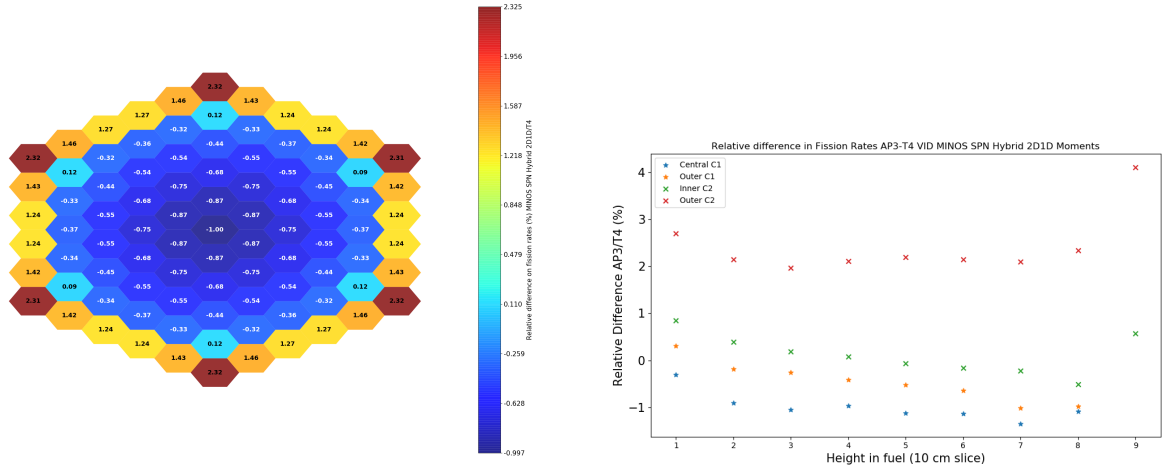 2.32
1.46 1.43
1.27 0.12 1.24
1.27 -0.32 -0.33 1.24
1.46 -0.36 -0.44 -0.34 1.42
2.32 -0.32 -0.54 -0.55 -0.37 2.31
0.12 -0.54 -0.68 -0.55 0.09
1.43 -0.44 -0.75 -0.75 -0.45 1.42
-0.33 -0.68 -0.87 -0.68 -0.34
1.24 -0.55 -0.87 -0.87 -0.55 1.24
-0.37 -0.75 -1.00 -0.75 -0.37
1.24 -0.55 -0.87 -0.87 -0.55 1.24
-0.34 -0.68 -0.87 -0.68 -0.33
1.42 -0.45 -0.75 -0.75 -0.44 1.43
0.09 -0.55 -0.68 -0.54 0.12
2.31 -0.34 -0.55 -0.54 -0.32 2.32
1.42 -0.37 -0.44 -0.36 1.46
1.24 -0.33 -0.32 1.27
1.24 0.12 1.27
1.43 1.46
2.32
2.325
1.956
1.587
1.218
0.848
0.479
0.110
-0.259
-0.628
-0.997
Relative difference on fission rates (%) MINOS SPN Hybrid 2D1D/T4
Relative difference in Fission Rates AP3-T4 VID MINOS SPN Hybrid 2D1D Moments
Central C1
Outer C1
Inner C2
Outer C2
4
3
2
1
0
−1
Relative Difference AP3/T4 (%)
1 2 3 4 5 6 7 8 9
Height in fuel (10 cm slice)